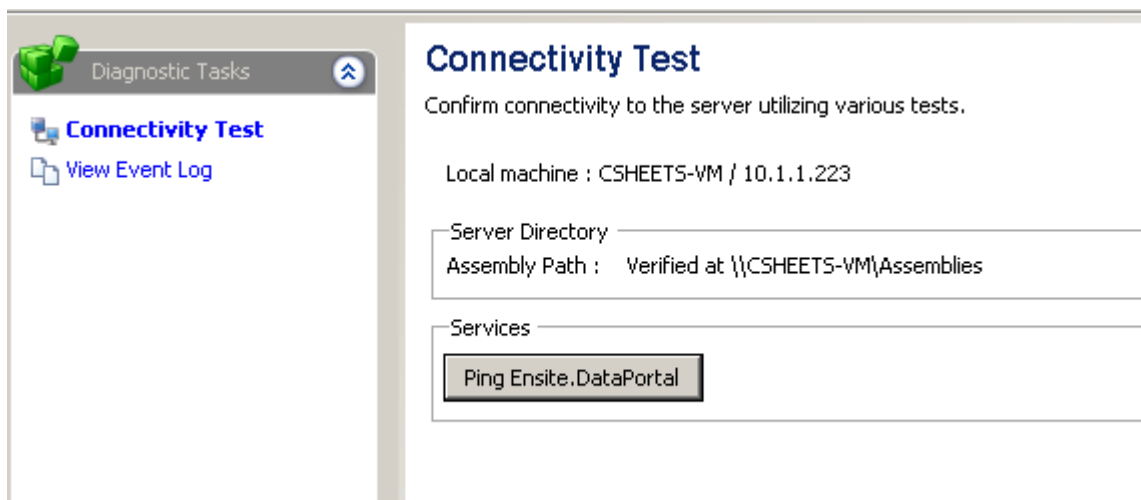 Diagnostic Tasks
Connectivity Test
View Event Log
Connectivity Test
Confirm connectivity to the server utilizing various tests.
Local machine : CSHEETS-VM / 10.1.1.223
Server Directory
Assembly Path : Verified at \\CSHEETS-VM\Assemblies
Services
Ping Ensite.DataPortal